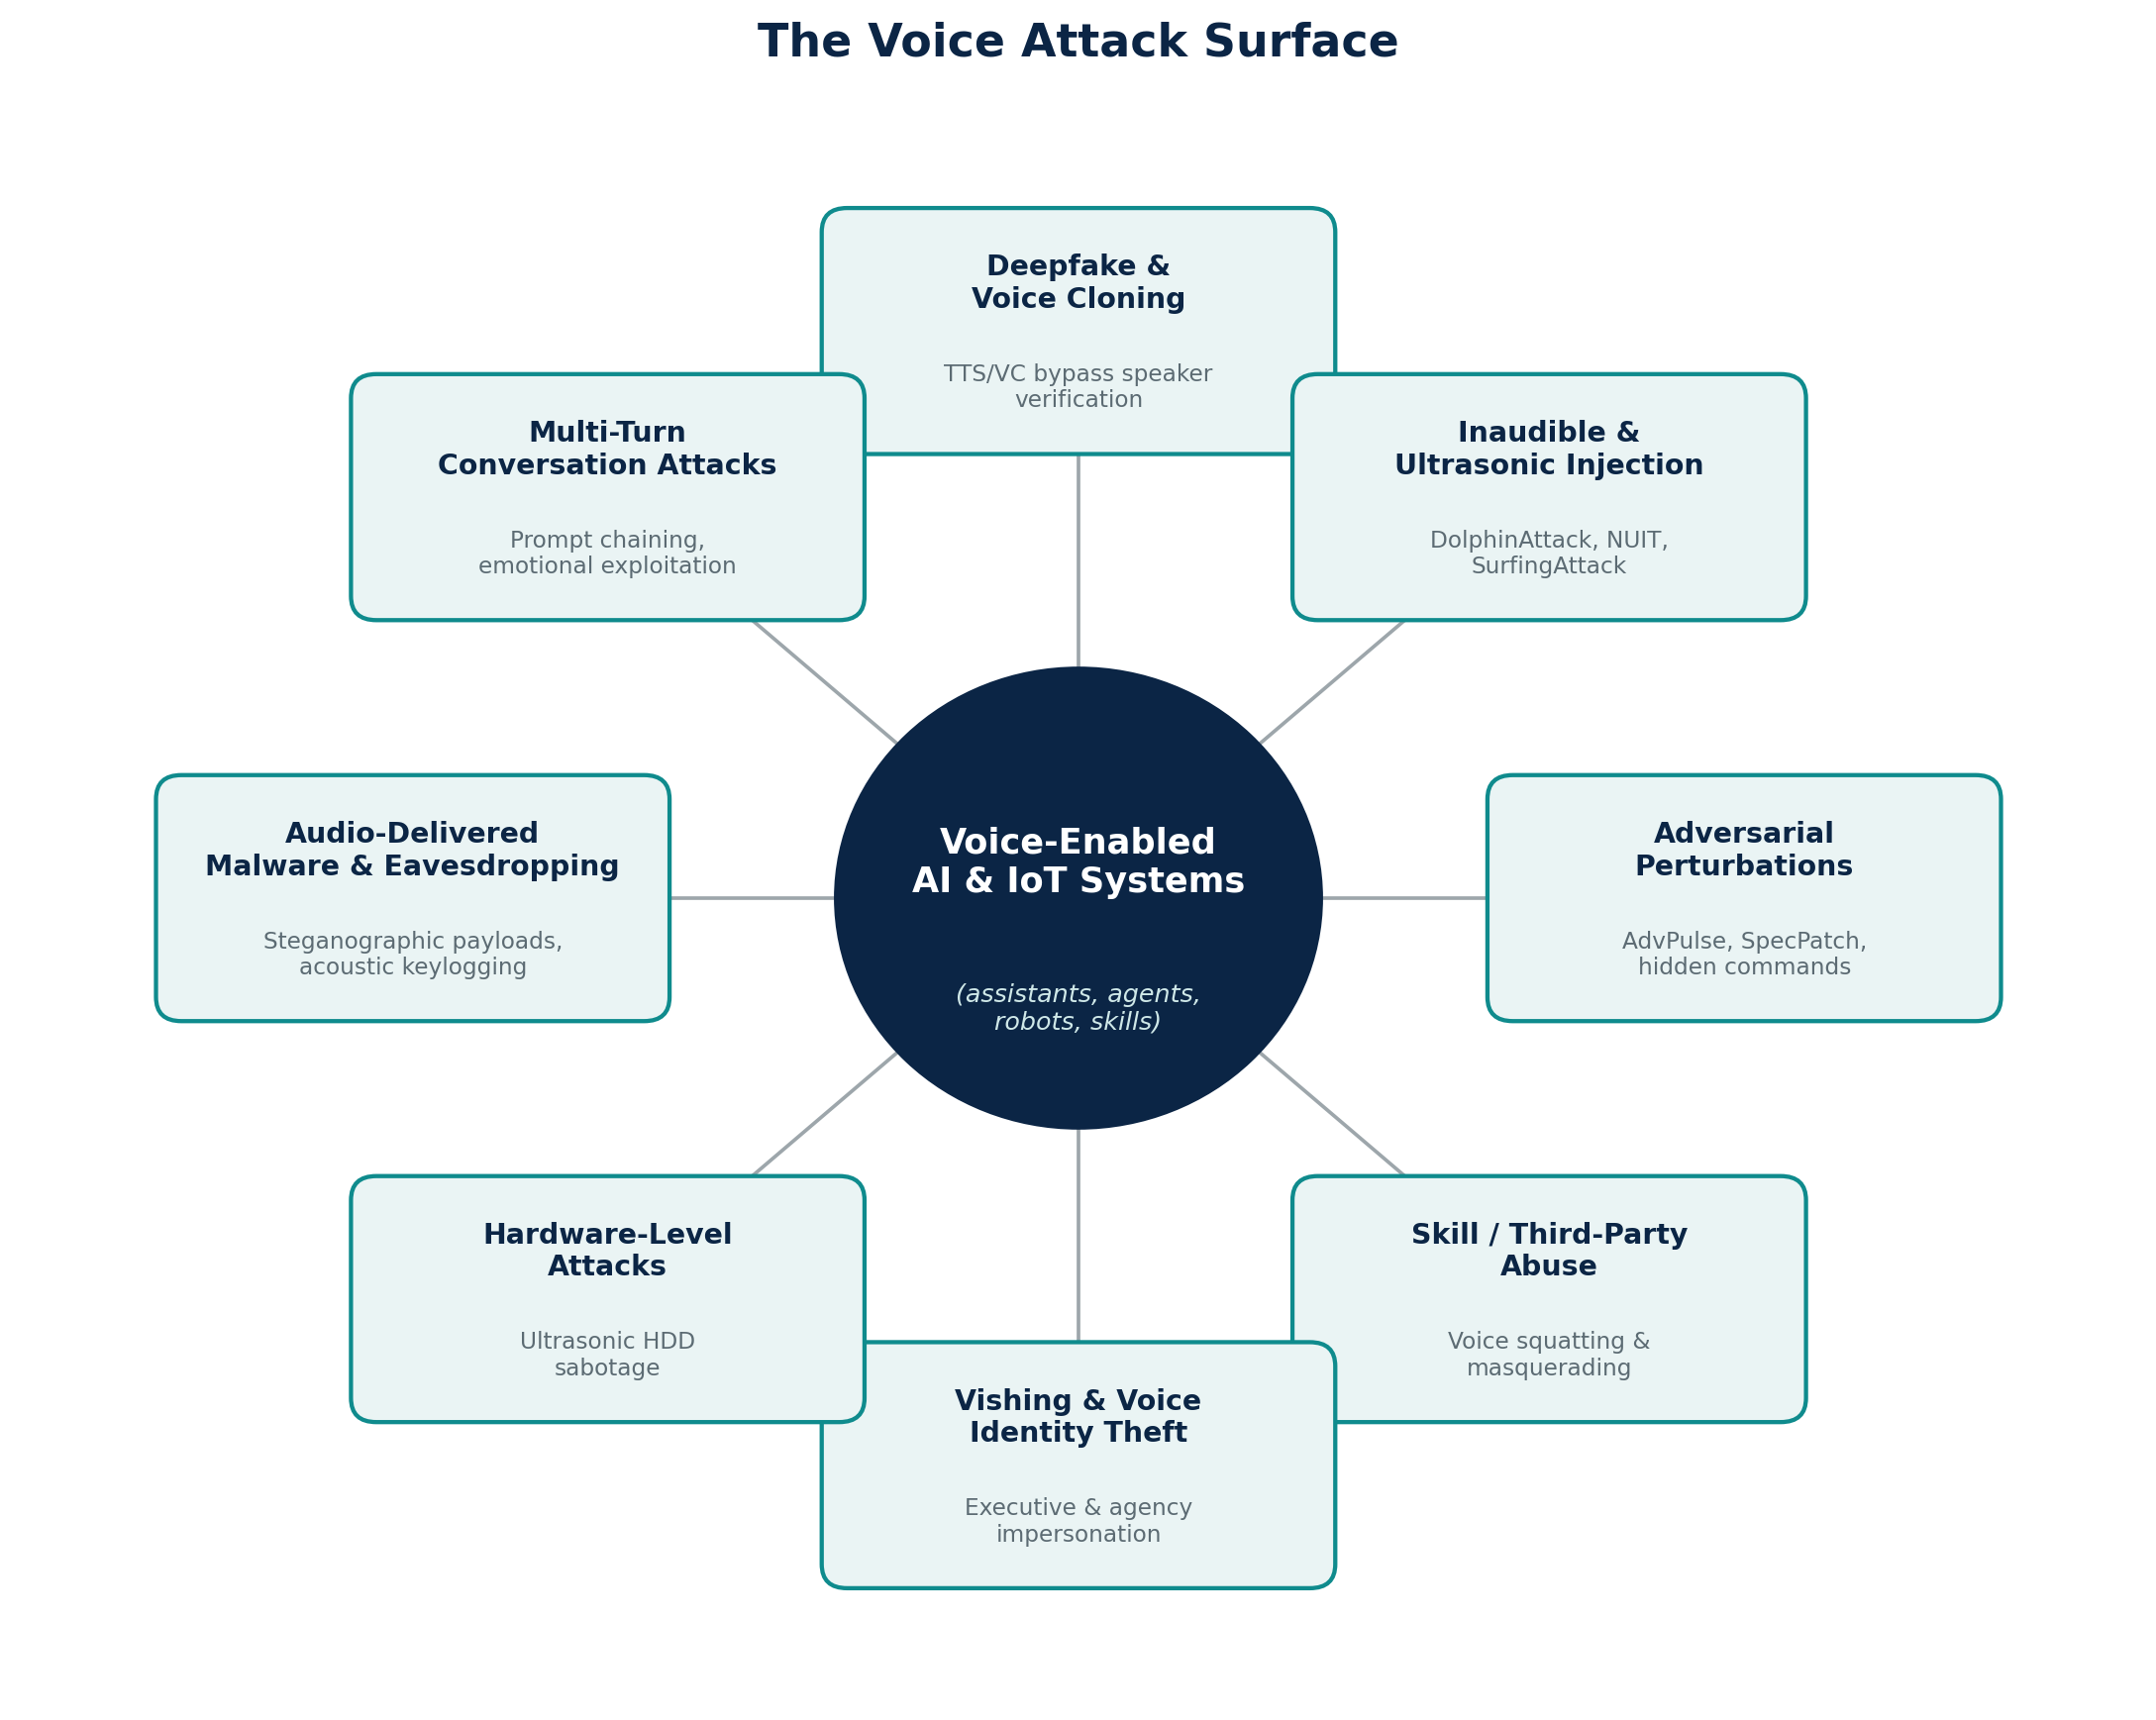 The Voice Attack Surface
Deepfake &
Voice Cloning
TTS/VC bypass speaker
verification
Multi-Turn
Conversation Attacks
Prompt chaining,
emotional exploitation
Inaudible &
Ultrasonic Injection
DolphinAttack, NUIT,
SurfingAttack
Audio-Delivered
Malware & Eavesdropping
Steganographic payloads,
acoustic keylogging
Voice-Enabled
AI & IoT Systems
(assistants, agents,
robots, skills)
Adversarial
Perturbations
AdvPulse, SpecPatch,
hidden commands
Hardware-Level
Attacks
Ultrasonic HDD
sabotage
Skill / Third-Party
Abuse
Voice squatting &
masquerading
Vishing & Voice
Identity Theft
Executive & agency
impersonation